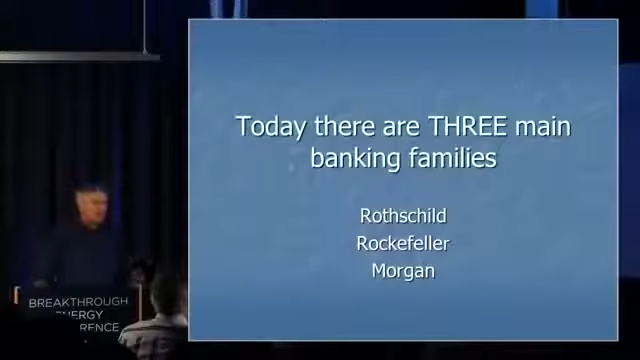 Today there are THREE main
banking families
Rothschild
Rockefeller
Morgan
BREAKTHROUGH